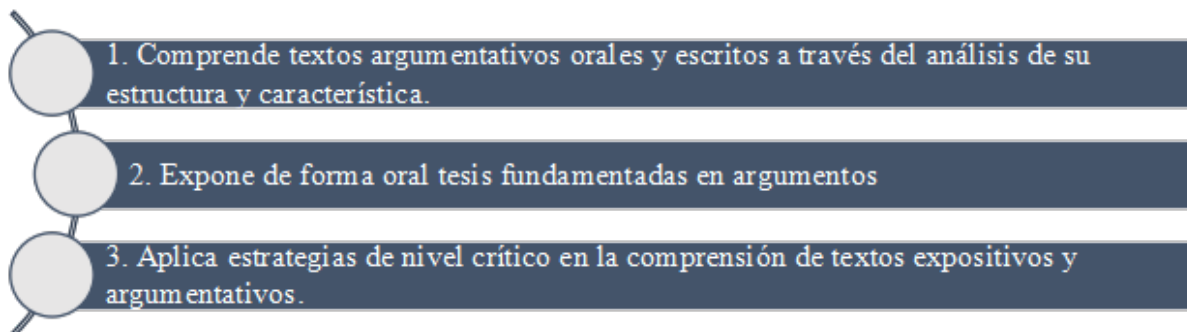 1. Comprende textos argumentativos orales y escritos a través del análisis de su
estructura y característica.
2. Expone de forma oral tesis fundamentadas en argumentos
3. Aplica estrategias de nivel crítico en la comprensión de textos expositivos y
argumentativos.